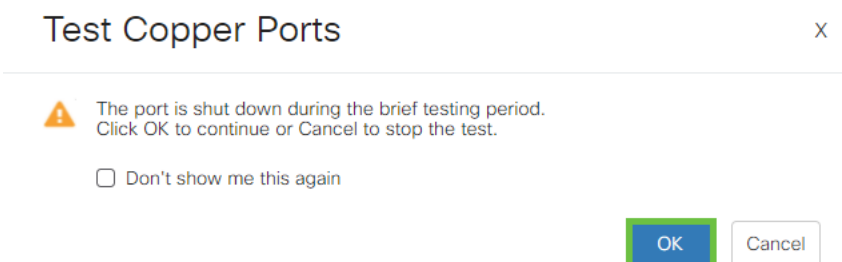 Test Copper Ports
X
The port is shut down during the brief testing period.
Click OK to continue or Cancel to stop the test.
Don't show me this again
OK
Cancel